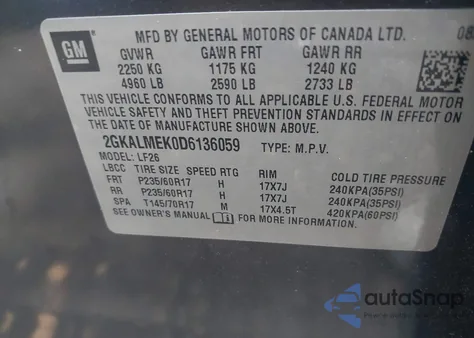 GM
MFD BY GENERAL MOTORS OF CANADA LTD. 08
GVWR GAWR FRT GAWR RR
2250 KG 1175 KG 1240 KG
4960 LB 2590 LB 2733 LB
THIS VEHICLE CONFORMS TO ALL APPLICABLE U.S. FEDERAL MOTOR
VEHICLE SAFETY AND THEFT PREVENTION STANDARDS IN EFFECT ON
THE DATE OF MANUFACTURE SHOWN ABOVE.
2GKALMEK0D6136059 TYPE: M.P.V.
MODEL: LF26
LBCC TIRE SIZE SPEED RTG RIM COLD TIRE PRESSURE
FRT P235/60R17 H 17X7J 240KPA(35PSI)
RR P235/60R17 H 17X7J 240KPA(35PSI)
SPA T145/70R17 M 17X4.5T 420KPA(60PSI)
SEE OWNER'S MANUAL FOR MORE INFORMATION.
autoSnap